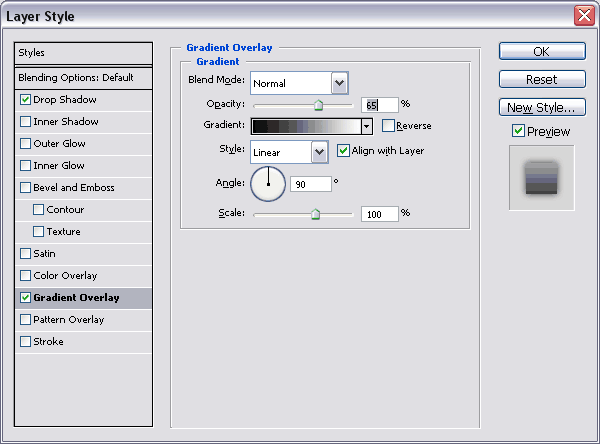 Layer Style
Styles
Blending Options: Default
Drop Shadow
Inner Shadow
Outer Glow
Inner Glow
Bevel and Emboss
Contour
Texture
Satin
Color Overlay
Gradient Overlay
Pattern Overlay
Stroke
Gradient Overlay
Gradient
Blend Mode: Normal
Opacity: 65 %
Gradient: Reverse
Style: Linear Align with Layer
Angle: 90 °
Scale: 100 %
OK
Reset
New Style...
Preview